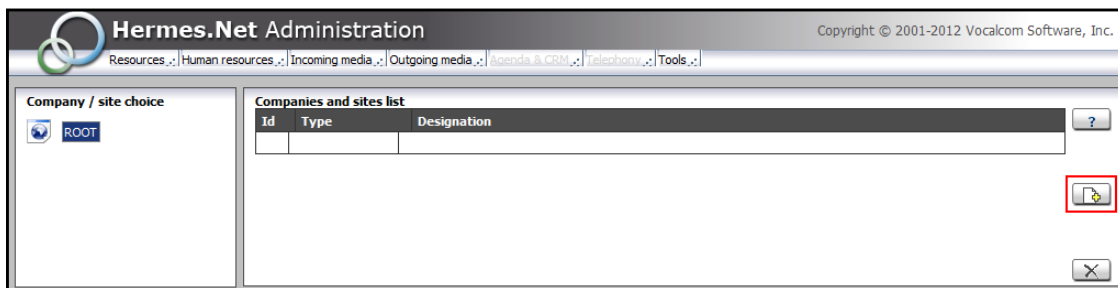 Hermes.Net Administration
Copyright © 2001-2012 Vocalcom Software, Inc.
Resources Human resources Incoming media Outgoing media Agenda & CRM Telephony Tools
Company / site choice
ROOT
Companies and sites list
Id Type Designation
?